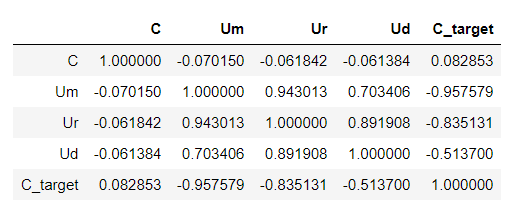 C Um Ur Ud C_target
C 1.000000 -0.070150 -0.061842 -0.061384 0.082853
Um -0.070150 1.000000 0.943013 0.703406 -0.957579
Ur -0.061842 0.943013 1.000000 0.891908 -0.835131
Ud -0.061384 0.703406 0.891908 1.000000 -0.513700
C_target 0.082853 -0.957579 -0.835131 -0.513700 1.000000